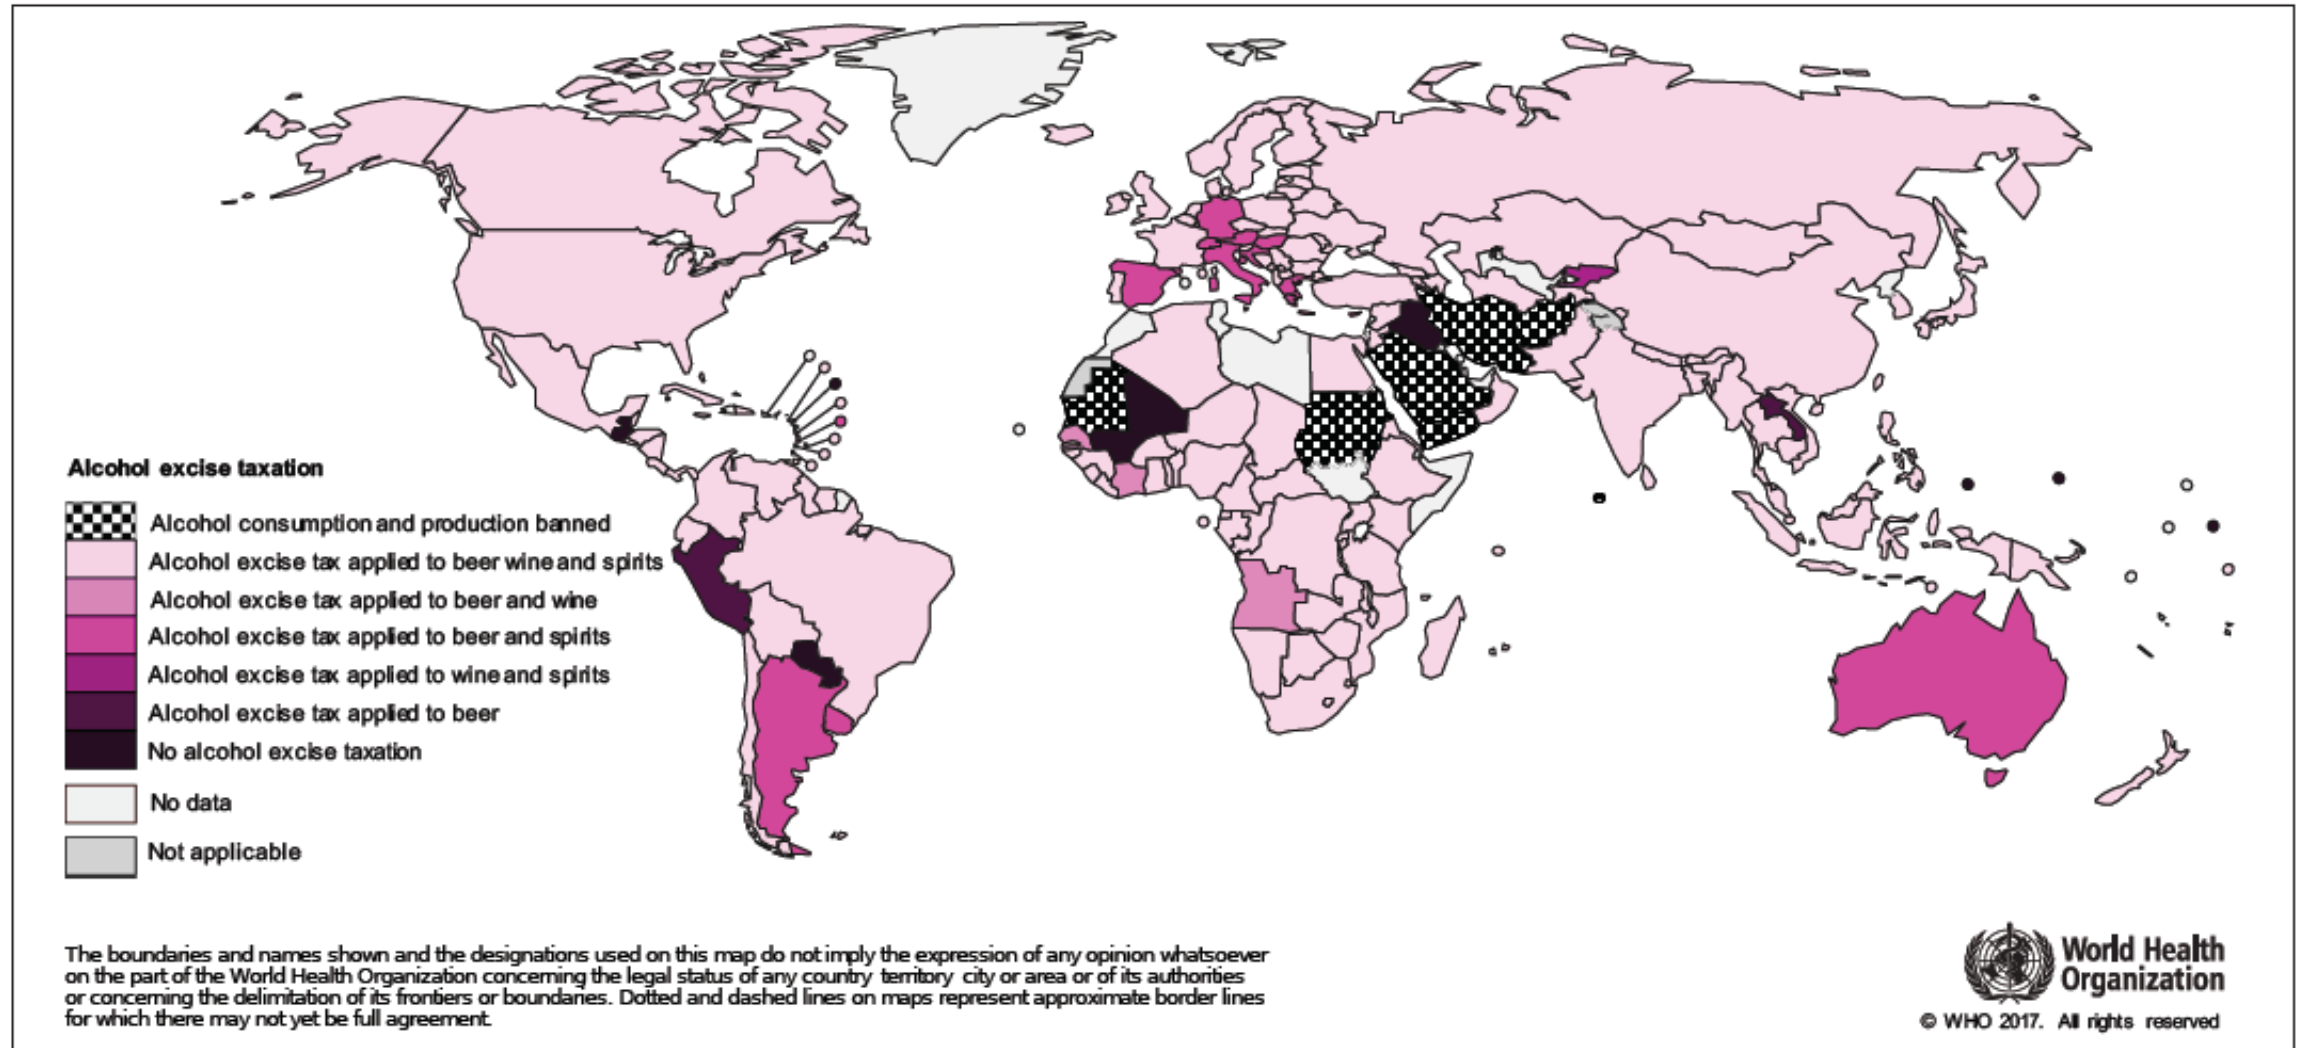 Alcohol excise taxation
Alcohol consumption and production banned
Alcohol excise tax applied to beer wine and spirits
Alcohol excise tax applied to beer and wine
Alcohol excise tax applied to beer and spirits
Alcohol excise tax applied to wine and spirits
Alcohol excise tax applied to beer
No alcohol excise taxation
No data
Not applicable
The boundaries and names shown and the designations used on this map do not imply the expression of any opinion whatsoever
on the part of the World Health Organization concerning the legal status of any country territory city or area or of its authorities
or concerning the delimitation of its frontiers or boundaries. Dotted and dashed lines on maps represent approximate border lines
for which there may not yet be full agreement.
World Health
Organization
© WHO 2017. All rights reserved